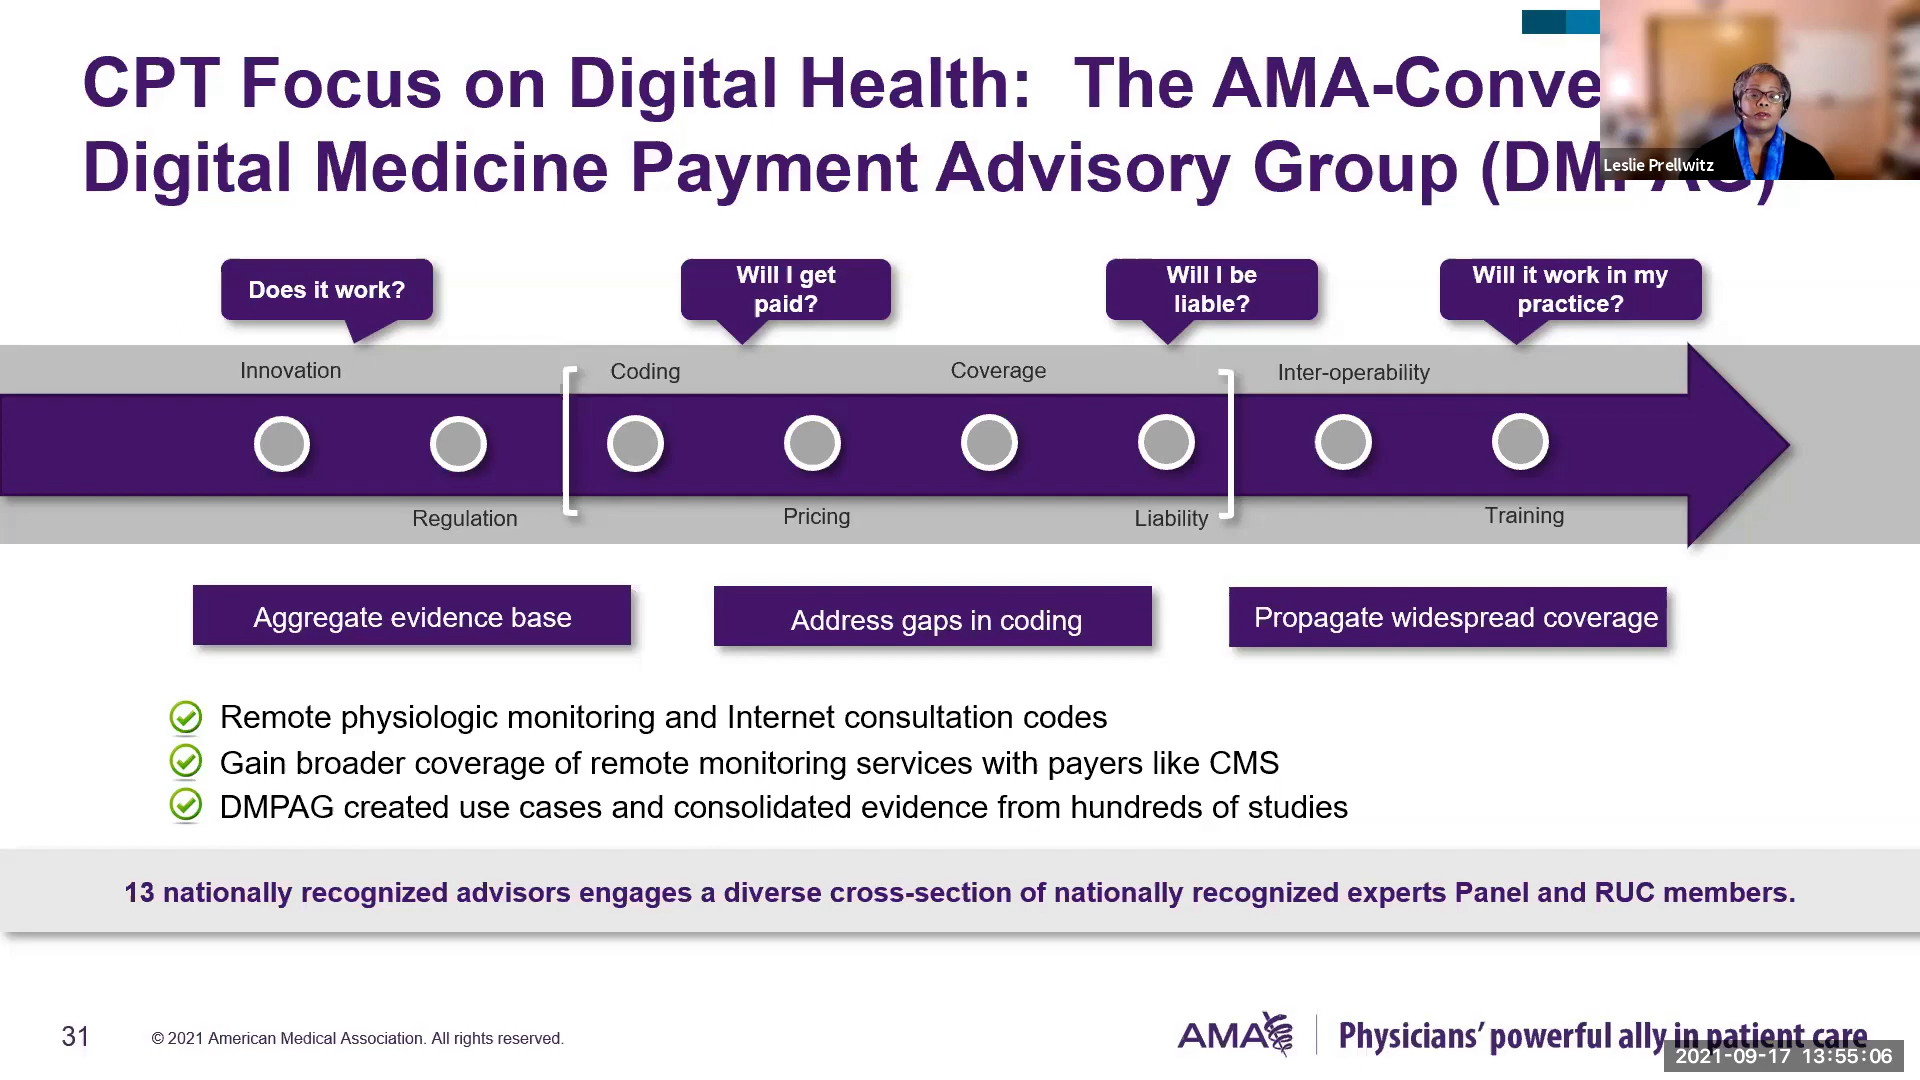 CPT Focus on Digital Health: The AMA-Conve
Digital Medicine Payment Advisory Group (DMPAG)
Leslie Prellwitz
Does it work?
Will I get
paid?
Will I be
liable?
Will it work in my
practice?
Innovation
Coding
Coverage
Inter-operability
Regulation
Pricing
Liability
Training
Aggregate evidence base
Address gaps in coding
Propagate widespread coverage
Remote physiologic monitoring and Internet consultation codes
Gain broader coverage of remote monitoring services with payers like CMS
DMPAG created use cases and consolidated evidence from hundreds of studies
13 nationally recognized advisors engages a diverse cross-section of nationally recognized experts Panel and RUC members.
31
© 2021 American Medical Association. All rights reserved.
AMA
Physicians’ powerful ally in patient care
2021-09-17 13:55:06